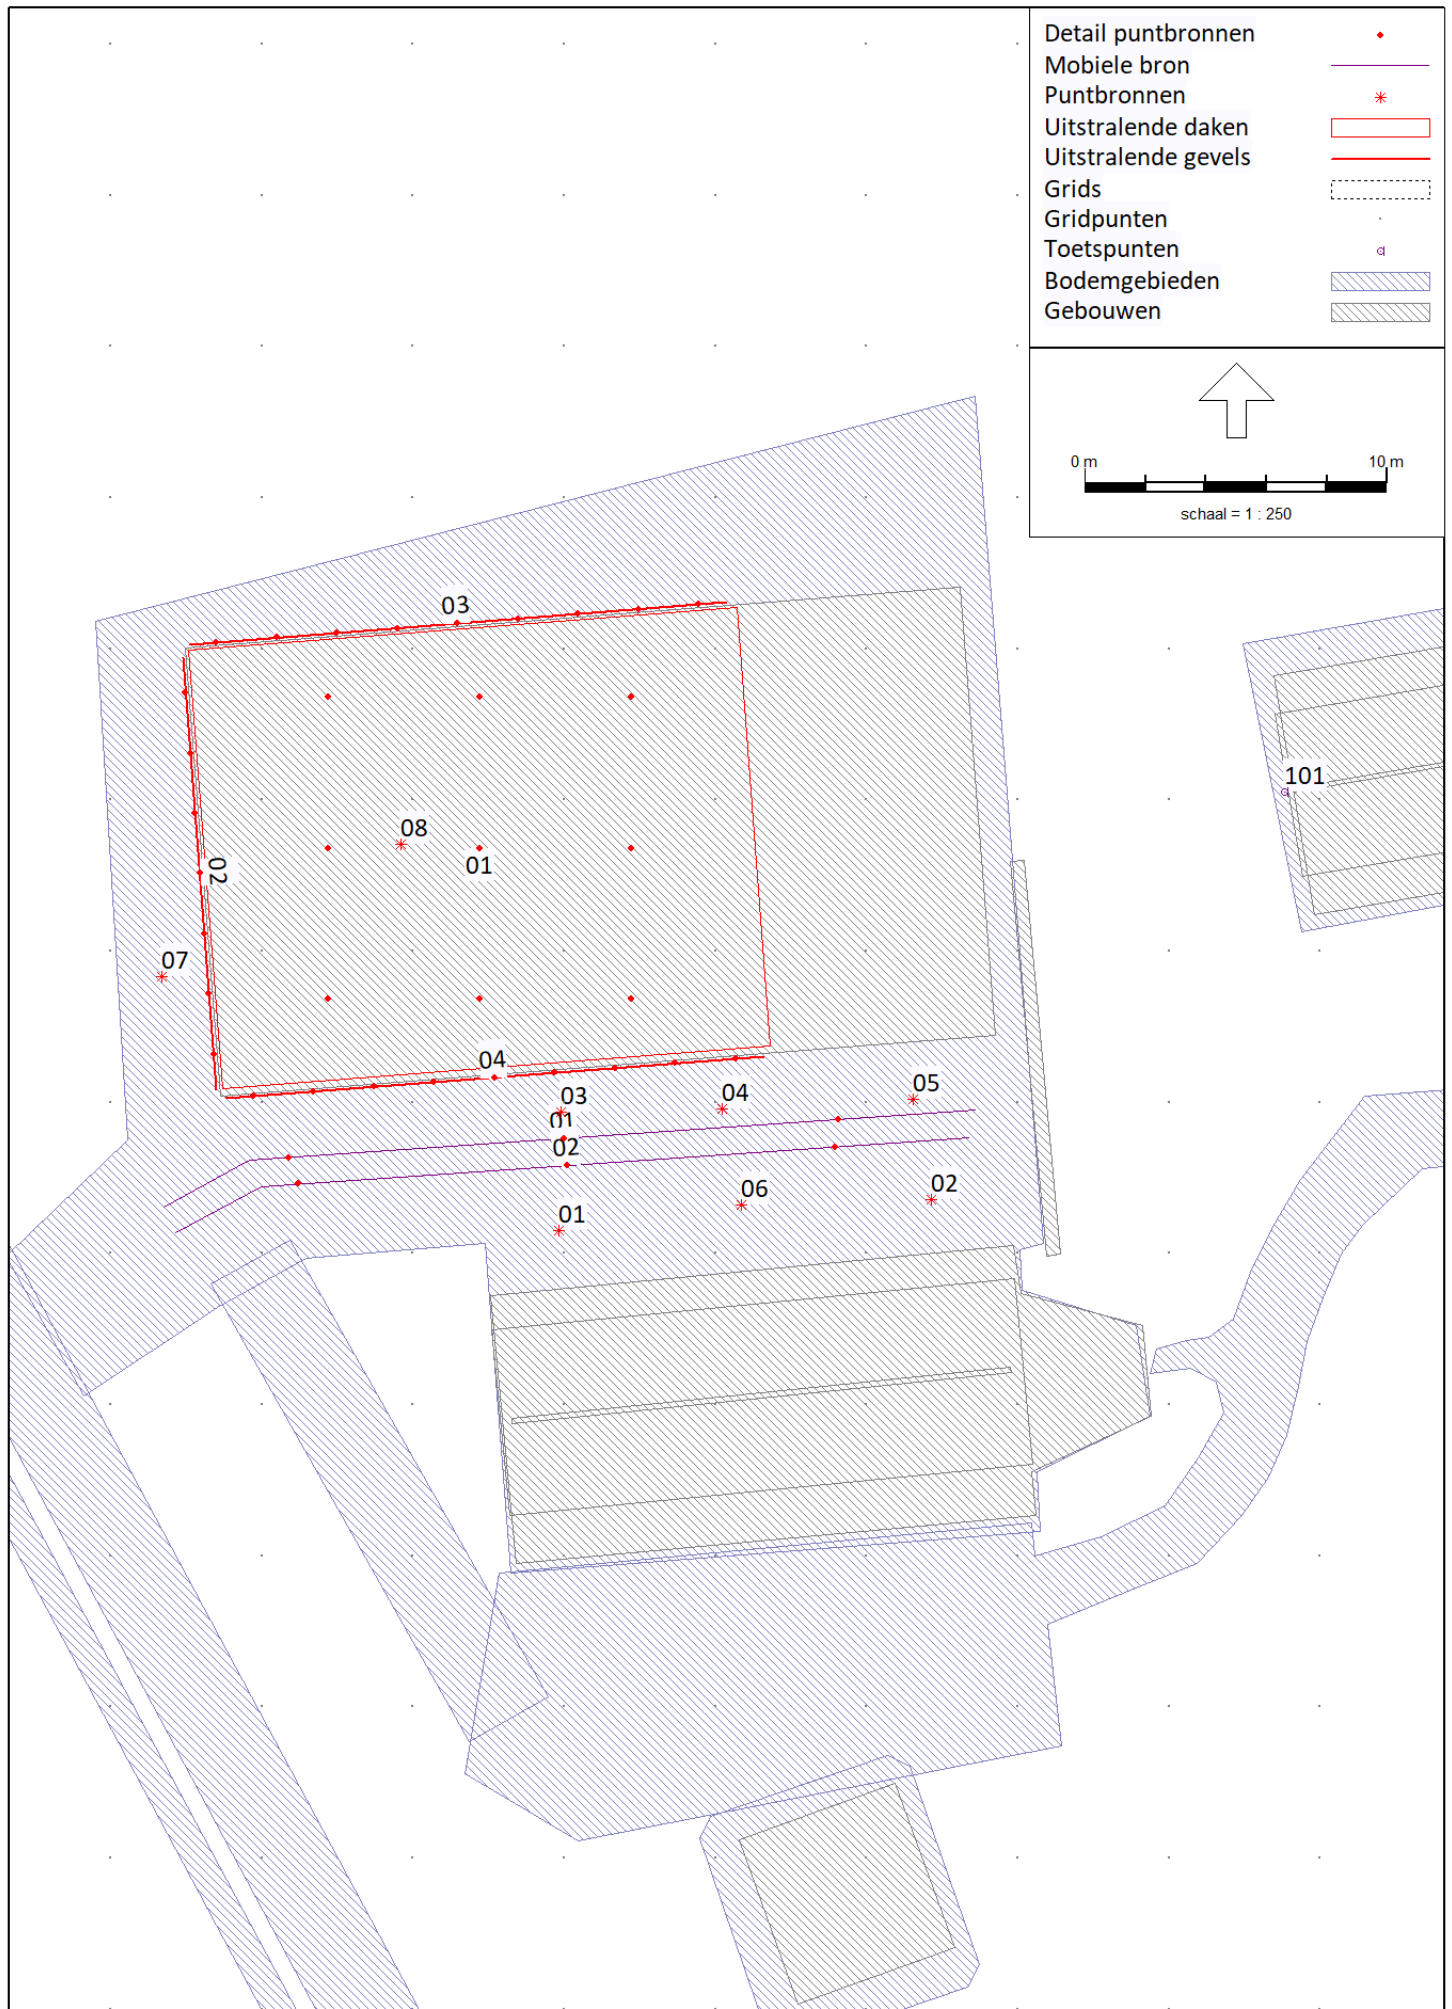 Detail puntbronnen
Mobiele bron
Puntbronnen
Uitstralende daken
Uitstralende gevels
Grids
Gridpunten
Toetspunten
Bodemgebieden
Gebouwen
0 m 10 m
schaal = 1 : 250
03
101
08
01
02
07
04
03
04
05
01
02
06
02
01